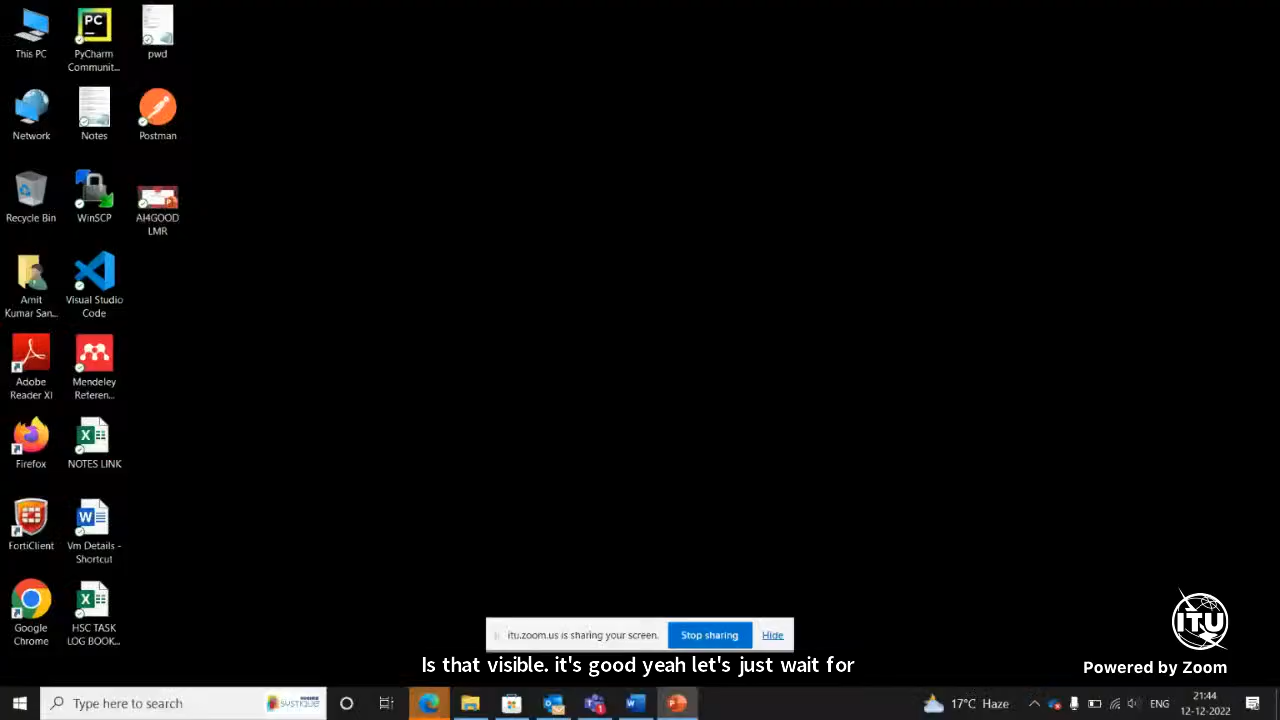 This PC
PyCharm
Communit...
pwd
Network
Notes
Postman
Recycle Bin
WinSCP
AI4GOOD
LMR
Amit
Kumar San...
Visual Studio
Code
Adobe
Reader XI
Mendeley
Referen...
Firefox
NOTES LINK
FortiClient
Vm Details -
Shortcut
Google
Chrome
HSC TASK
LOG BOOK...
itu.zoom.us is sharing your screen.
Stop sharing
Hide
Is that visible. it's good yeah let's just wait for
ITU
Powered by Zoom
Type here to search
SYSTIQUE
17°C Haze
ENG
21:44
12-12-2022